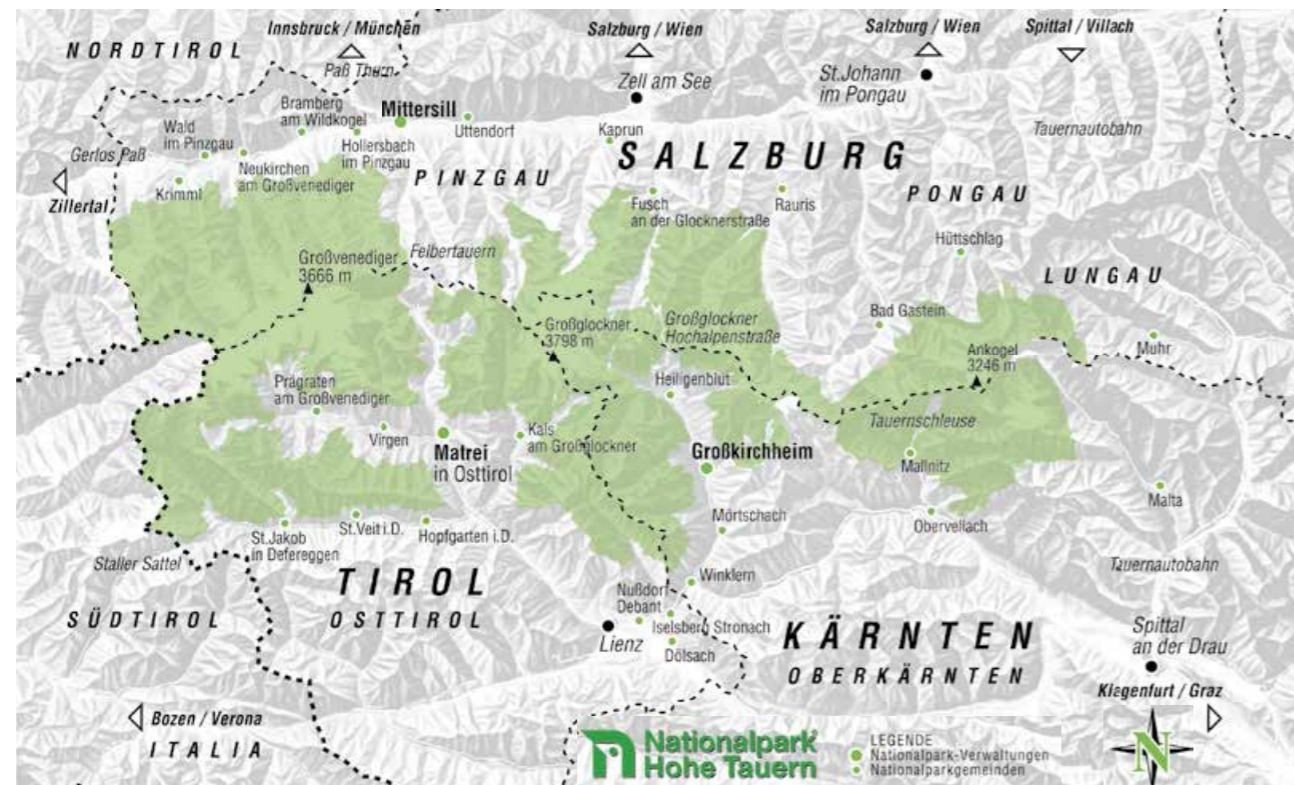 Innsbruck / München
Salzburg / Wien
Salzburg / Wien
Spittal / Villach
NORDTIROL
Paß Thurn
Zell am See
St.Johann
im Pongau
Bramberg
am Wildkogel
Mittersill
Uttendorf
Kaprun
Tauernautobahn
Wald
im Pinzgau
Hollersbach
im Pinzgau
Gerlos Paß
Neukirchen
am Großvenediger
SALZBURG
PINZGAU
Krimml
Zillertal
Fusch
an der Glocknerstraße
Rauris
PONGAU
Hüttschlag
Felbertauern
Großvenediger
3666 m
LUNGAU
Bad Gastein
Großglockner
3798 m
Großglockner
Hochalpenstraße
Ankogel
3246 m
Muhr
Prägraten
am Großvenediger
Heiligenblut
Tauernschleuse
Virgen
Kals
am Großglockner
Matrei
in Osttirol
Großkirchheim
Mallnitz
Malta
St.Jakob
in Defereggen
St.Veit i.D.
Hopfgarten i.D.
Mörtschach
Obervellach
Staller Sattel
Tauernautobahn
TIROL
OSTTIROL
Winklern
Nußdorf
Debant
SÜDTIROL
Iselsberg Stronach
Lienz
Dölsach
KÄRNTEN
OBERKÄRNTEN
Spittal
an der Drau
Klegenfurt / Graz
Bozen / Verona
ITALIA
Nationalpark
Hohe Tauern
LEGENDE
Nationalpark-Verwaltungen
Nationalparkgemeinden
N